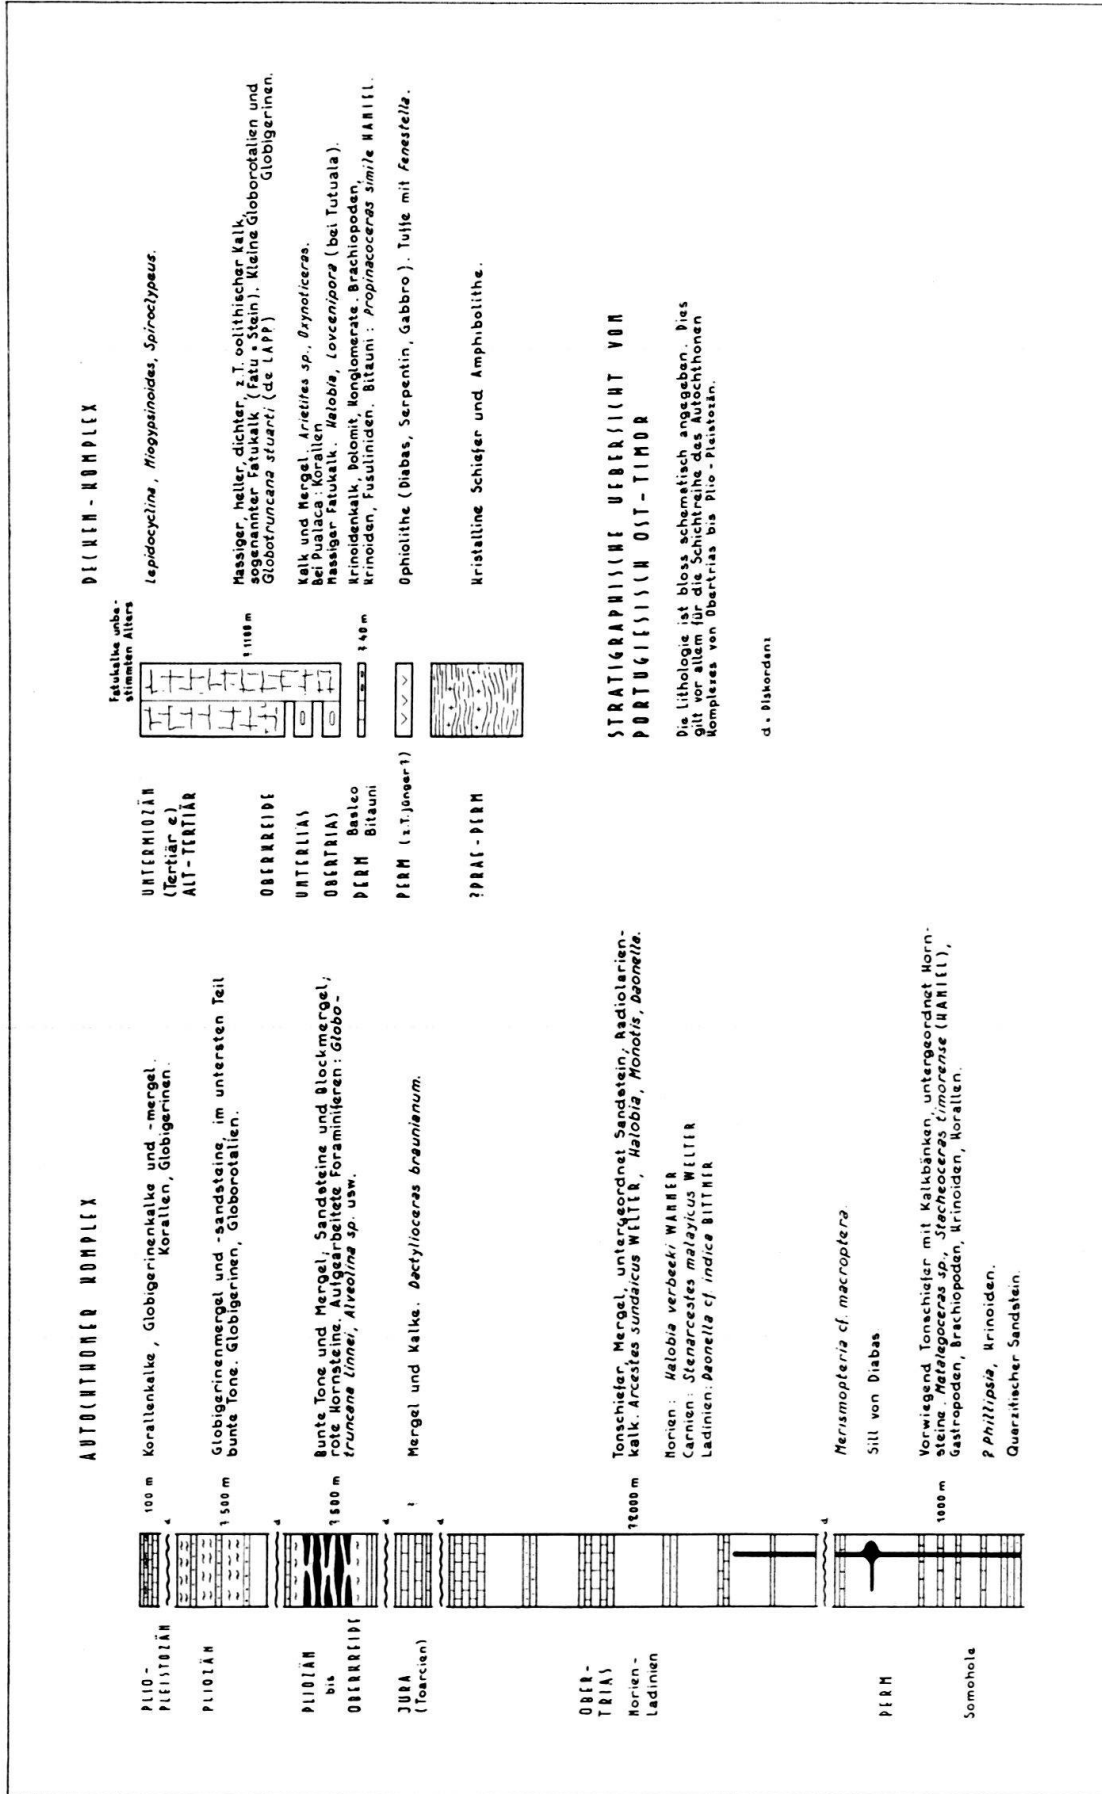 AUTOCHTHONER KOMPLEX
PLIO-
PLEISTOZÄN
100 m
Korallenkalke, Globigerinenkalke und -mergel.
Korallen, Globigerinen.
d
PLIOZÄN
? 500 m
Globigerinenmergel und -sandsteine, im untersten Teil
bunte Tone. Globigerinen, Globorotalien.
d
PLIOZÄN
bis
OBERKREIDE
? 600 m
Bunte Tone und Mergel, Sandsteine und Blockmergel;
rote Hornsteine. Aufgearbeitete Foraminiferen: Globo-
truncana linnei, Alveolina sp. usw.
d
JURA
(Toarcien)
?
Mergel und Kalke. Dactylioceras braunianum.
d
OBER-
TRIAS
Norien-
Ladinien
?2000 m
Tonschiefer, Mergel, untergeordnet Sandstein, Radiolarien-
kalk. Arcestes sundaicus WELTER, Halobia, Monotis, Daonella.
Norien: Halobia verbeeki WANNER
Carnien: Stenarcestes malayicus WELTER
Ladinien: Daonella cf. indica BITTNER
d
PERM
Somohole
Merismopteria cf. macroptera.
Sill von Diabas
1000 m
Vorwiegend Tonschiefer mit Kalkbänken, untergeordnet Horn-
steine. Metalegoceras sp., Stacheoceras timorense (HANIEL),
Gastropoden, Brachiopoden, Krinoiden, Korallen.
? Phillipsia, Krinoiden.
Quarzitischer Sandstein.
DECKEN-KOMPLEX
Fatukalke unbe-
stimmten Alters
UNTERMIOZÄN
(Tertiär e)
ALT-TERTIÄR
Lepidocyclina, Miogypsinoides, Spiroclypeus.
OBERKREIDE
? 1100 m
Massiger, heller, dichter, z.T. oolithischer Kalk,
sogenannter Fatukalk (Fatu = Stein). Kleine Globorotalien und
Globotruncana stuarti (de LAPP.) Globigerinen.
UNTERLIAS
Kalk und Mergel. Arietites sp., Oxynoticeras.
Bei Pualaca: Korallen
OBERTRIAS
Massiger Fatukalk. Halobia, Lovcenipora (bei Tutuala).
PERM Basleo
Bitauni
? 40 m
Krinoidenkalk, Dolomit, Konglomerate. Brachiopoden,
Krinoiden, Fusuliniden. Bitauni: Propinacoceras simile HANIEL.
PERM (z.T. jünger?)
Ophiolithe (Diabas, Serpentin, Gabbro). Tuffe mit Fenestella.
?PRAE-PERM
Kristalline Schiefer und Amphibolithe.
STRATIGRAPHISCHE UEBERSICHT VON
PORTUGIESISCH OST-TIMOR
Die Lithologie ist bloss schematisch angegeben. Dies
gilt vor allem für die Schichtreihe des Autochthonen
Komplexes von Obertrias bis Plio-Pleistozän.
d = Diskordanz